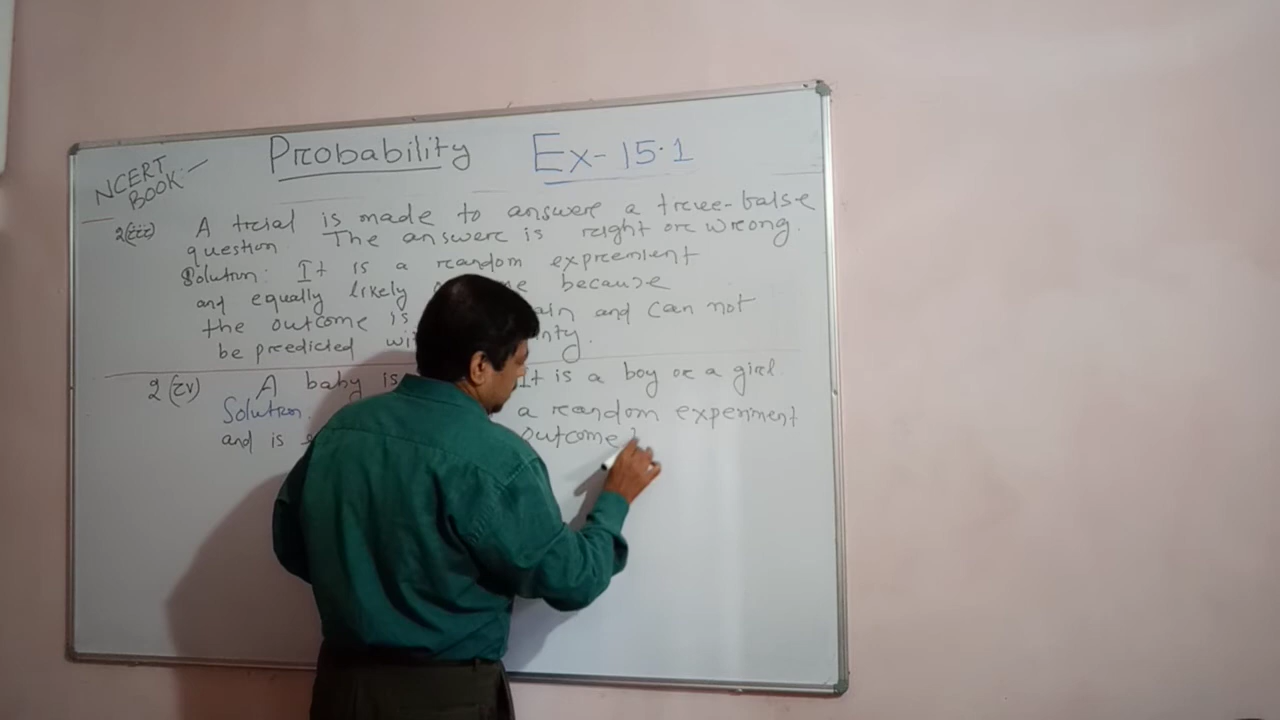 NCERT BOOK:- Probability Ex-15.1
2(iii) A trial is made to answere a true-false
question The answere is right or wrong.
Solution: It is a random expreement
and equally likely because
the outcome is and can not
be predicted
2(iv) A baby is It is a boy or a girl.
Solution. a random experiment
and is outcome